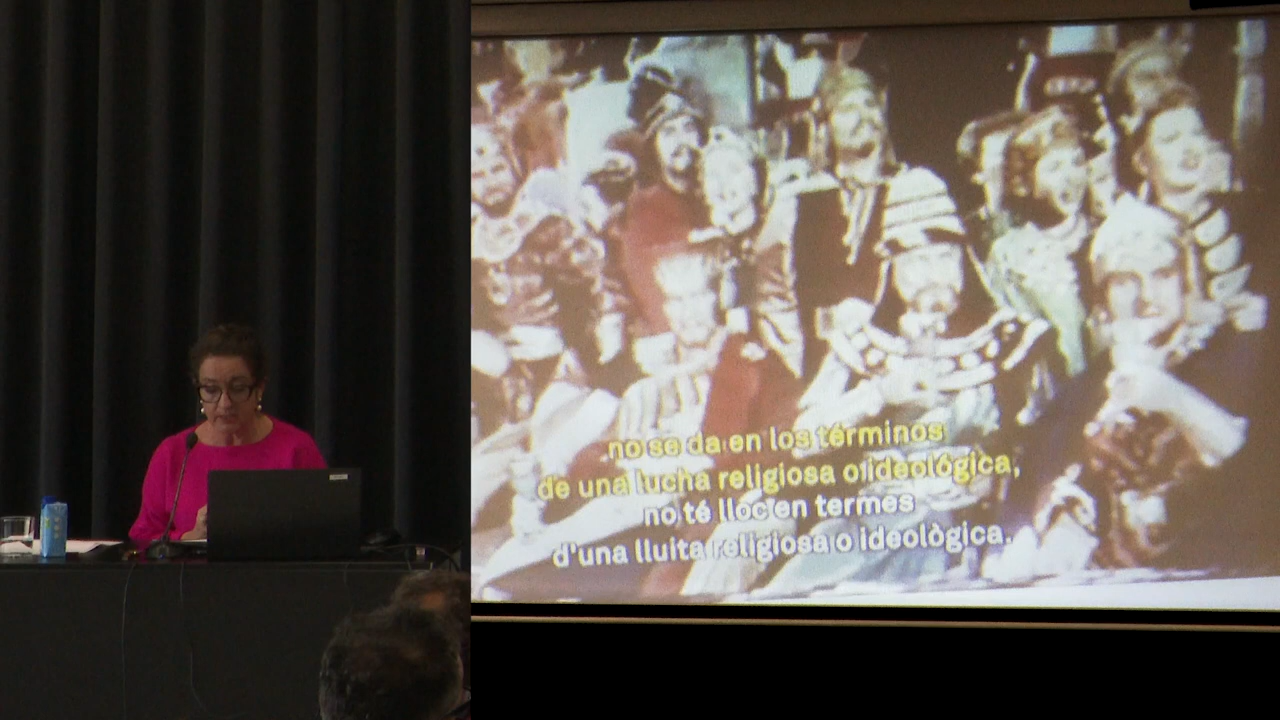 no se da en los términos
de una lucha religiosa o ideológica,
no té lloc en termes
d'una lluita religiosa o ideològica.